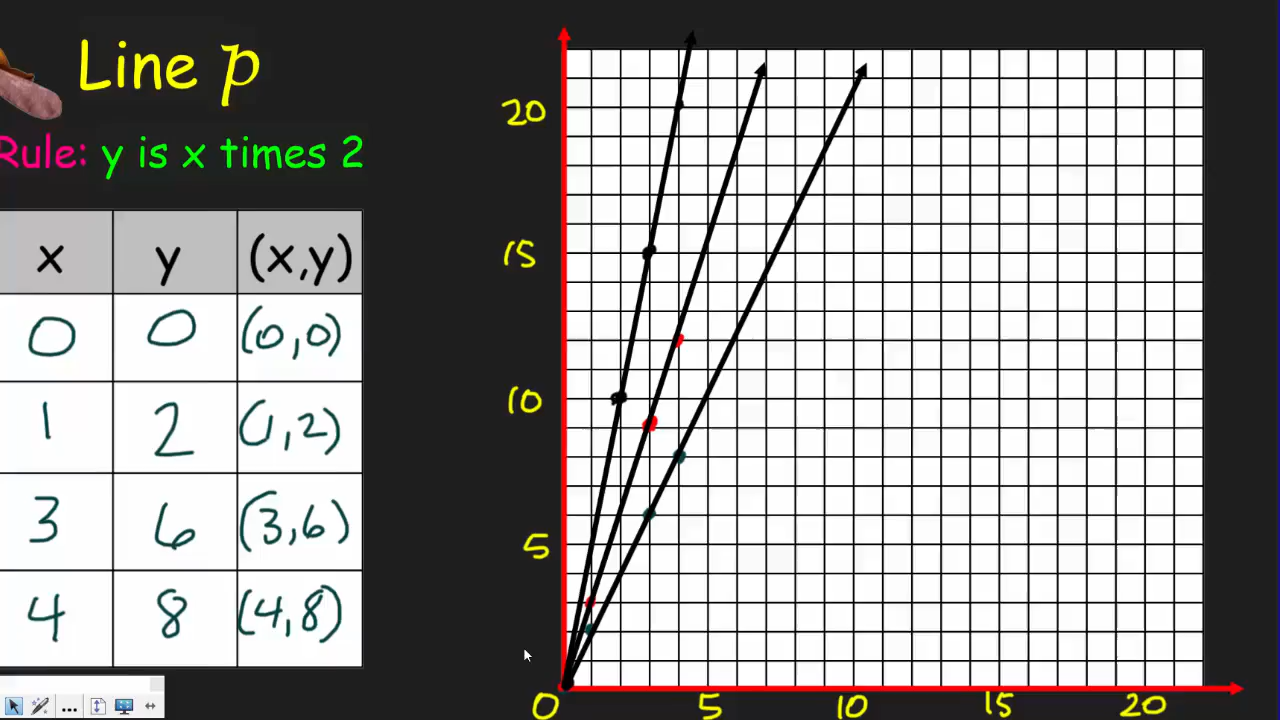 Line p
Rule: y is x times 2
x y (x,y)
0 0 (0,0)
1 2 (1,2)
3 6 (3,6)
4 8 (4,8)
20
15
10
5
0 5 10 15 20